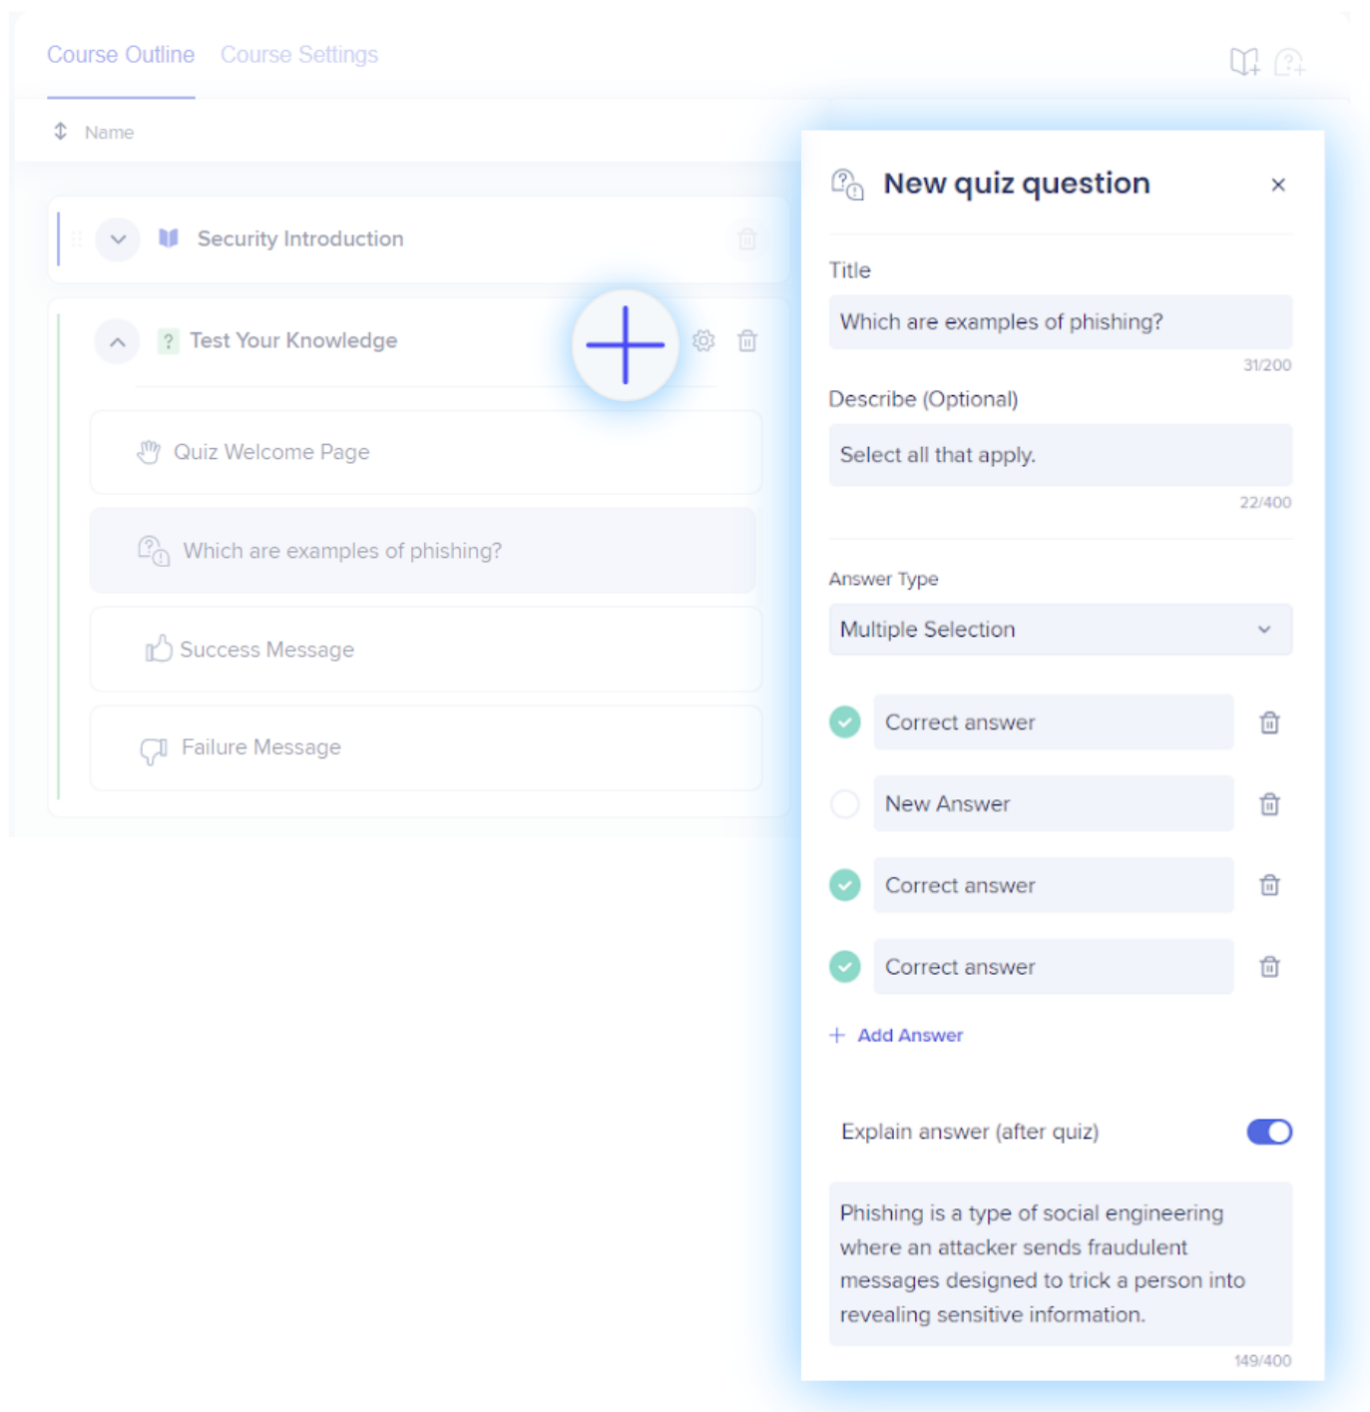 Course Outline Course Settings
Name
Security Introduction
? Test Your Knowledge
Quiz Welcome Page
Which are examples of phishing?
Success Message
Failure Message
New quiz question
Title
Which are examples of phishing?
31/200
Describe (Optional)
Select all that apply.
22/400
Answer Type
Multiple Selection
Correct answer
New Answer
Correct answer
Correct answer
+ Add Answer
Explain answer (after quiz)
Phishing is a type of social engineering
where an attacker sends fraudulent
messages designed to trick a person into
revealing sensitive information.
149/400